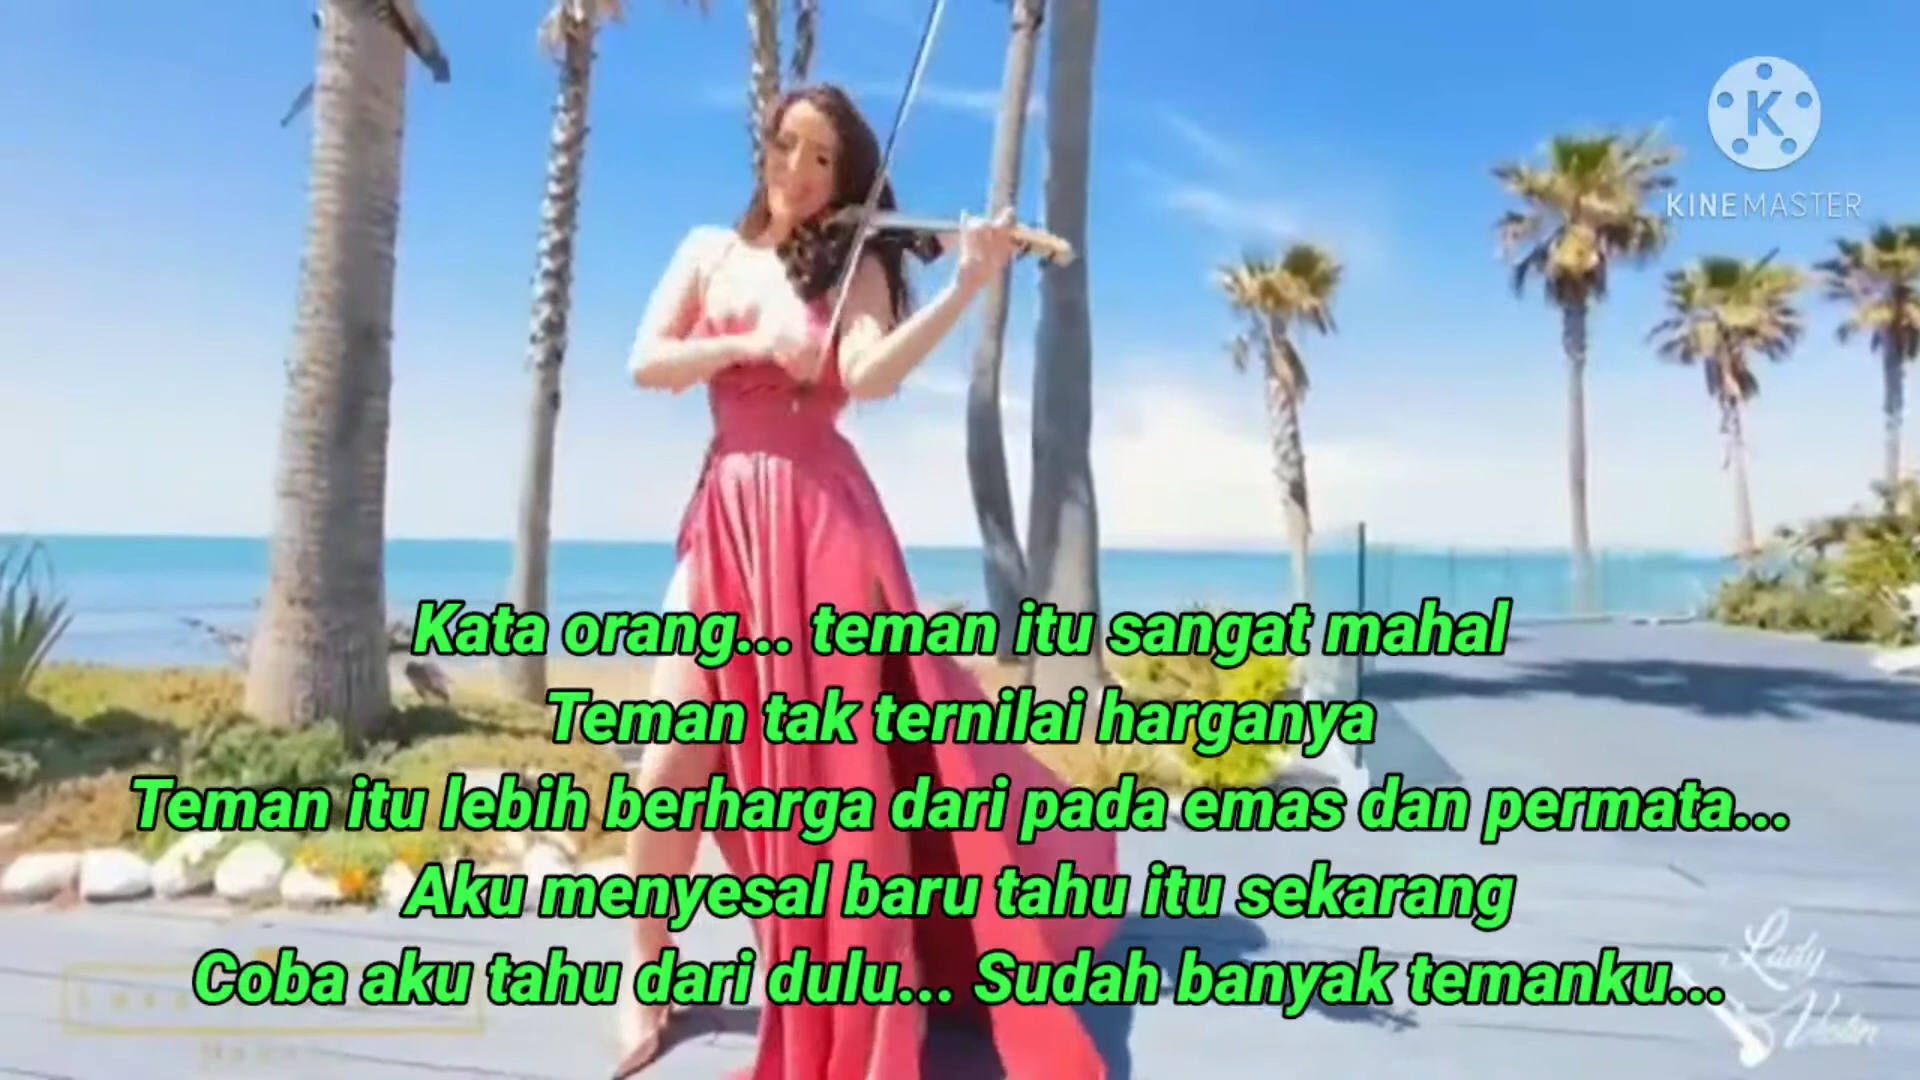 KINEMASTER
Kata orang... teman itu sangat mahal
Teman tak ternilai harganya
Teman itu lebih berharga dari pada emas dan permata...
Aku menyesal baru tahu itu sekarang
Coba aku tahu dari dulu... Sudah banyak temanku...
Lady
Violin